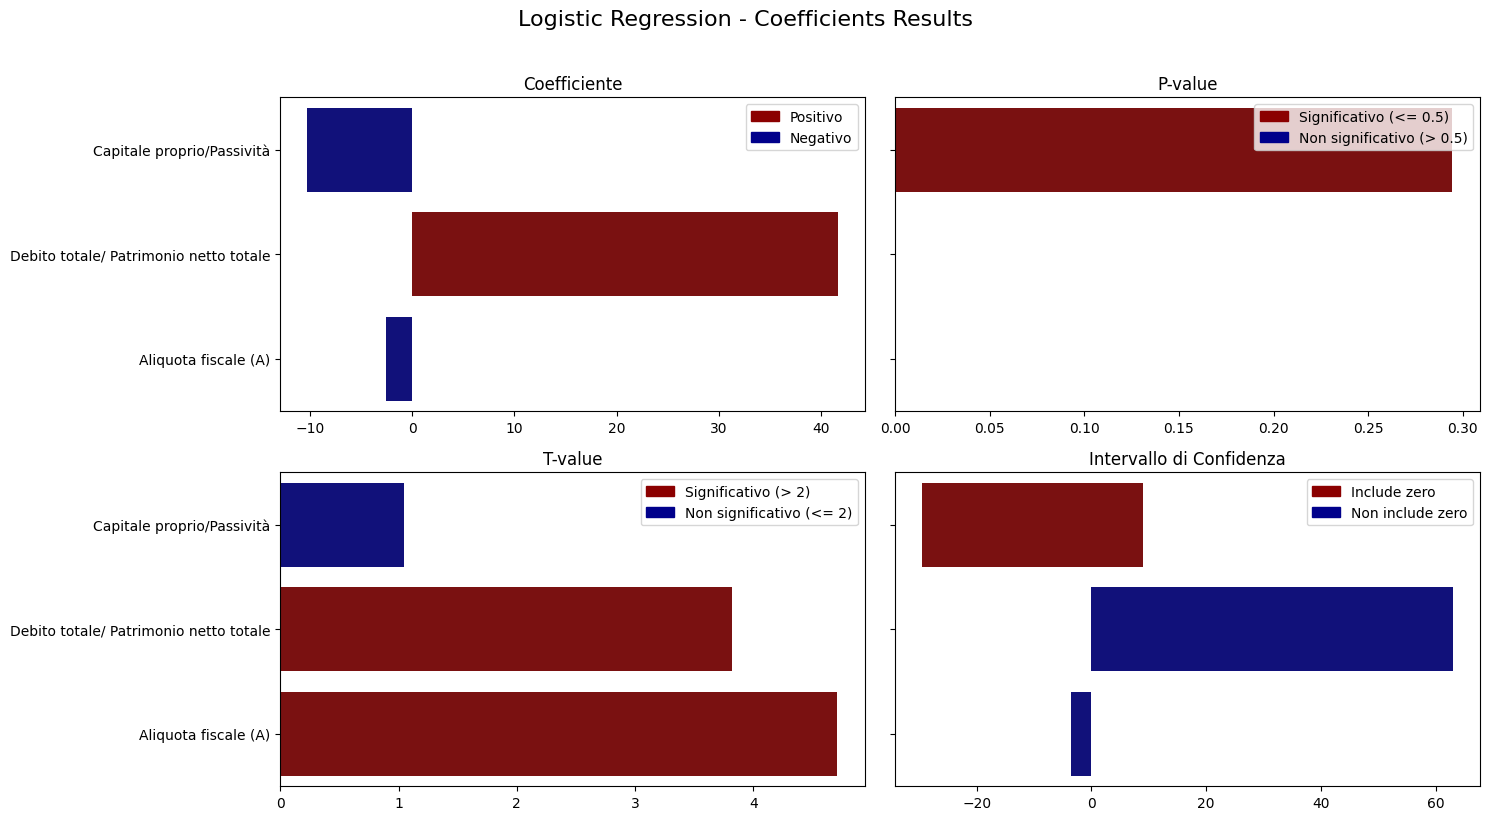 Logistic Regression - Coefficients Results
Coefficiente
Positivo
Negativo
Capitale proprio/Passività
Debito totale/ Patrimonio netto totale
Aliquota fiscale (A)
−10 0 10 20 30 40
P-value
Significativo (<= 0.5)
Non significativo (> 0.5)
0.00 0.05 0.10 0.15 0.20 0.25 0.30
T-value
Significativo (> 2)
Non significativo (<= 2)
Capitale proprio/Passività
Debito totale/ Patrimonio netto totale
Aliquota fiscale (A)
0 1 2 3 4
Intervallo di Confidenza
Include zero
Non include zero
−20 0 20 40 60